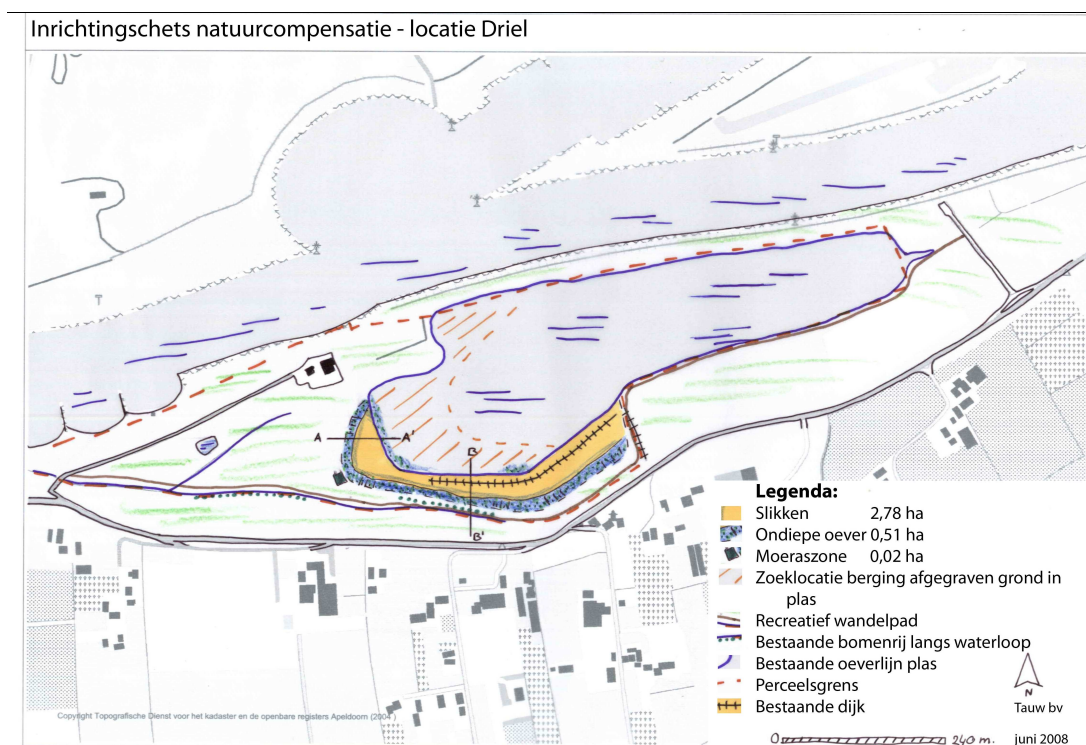 Inrichtingschets natuurcompensatie - locatie Driel
A
A'
B
B'
Legenda:
Slikken 2,78 ha
Ondiepe oever 0,51 ha
Moeraszone 0,02 ha
Zoeklocatie berging afgegraven grond in
plas
Recreatief wandelpad
Bestaande bomenrij langs waterloop
Bestaande oeverlijn plas
Perceelsgrens
Bestaande dijk
N
Tauw bv
Copyright Topografische Dienst voor het kadaster en de openbare registers Apeldoorn (2004 )
0 240 m. juni 2008